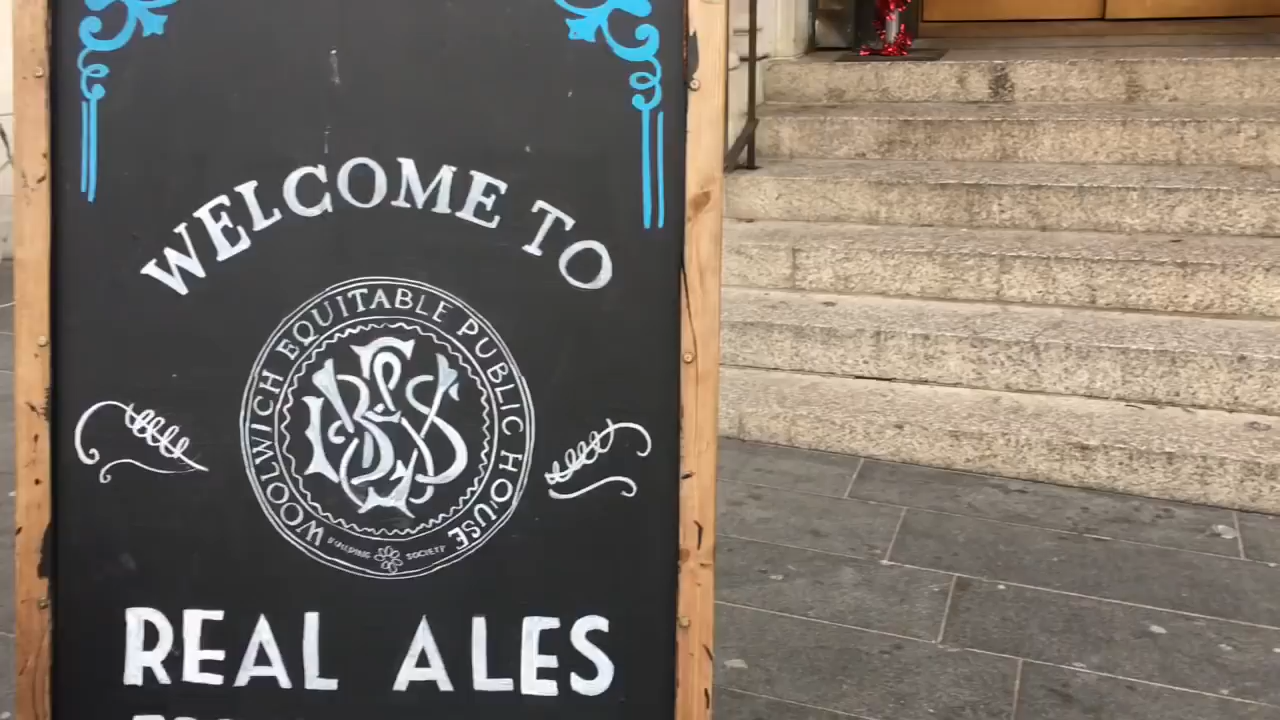 WELCOME TO
WOOLWICH EQUITABLE PUBLIC HOUSE
BUILDING SOCIETY
REAL ALES